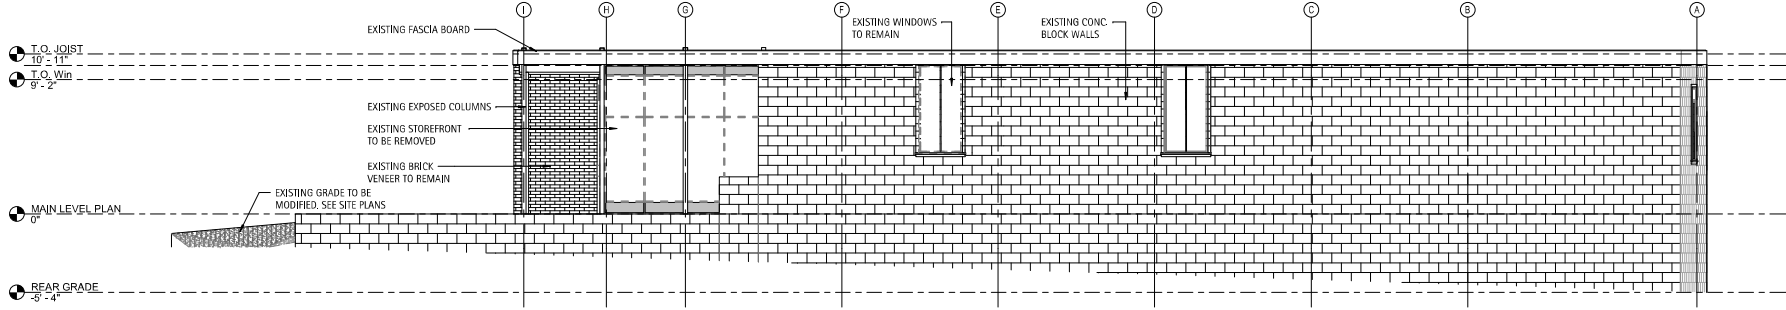 I H G F E D C B A
EXISTING FASCIA BOARD
EXISTING WINDOWS
TO REMAIN
EXISTING CONC.
BLOCK WALLS
T.O. JOIST
10' - 11"
T.O. Win
9' - 2"
EXISTING EXPOSED COLUMNS
EXISTING STOREFRONT
TO BE REMOVED
EXISTING BRICK
VENEER TO REMAIN
EXISTING GRADE TO BE
MODIFIED. SEE SITE PLANS
MAIN LEVEL PLAN
0"
REAR GRADE
-5' - 4"